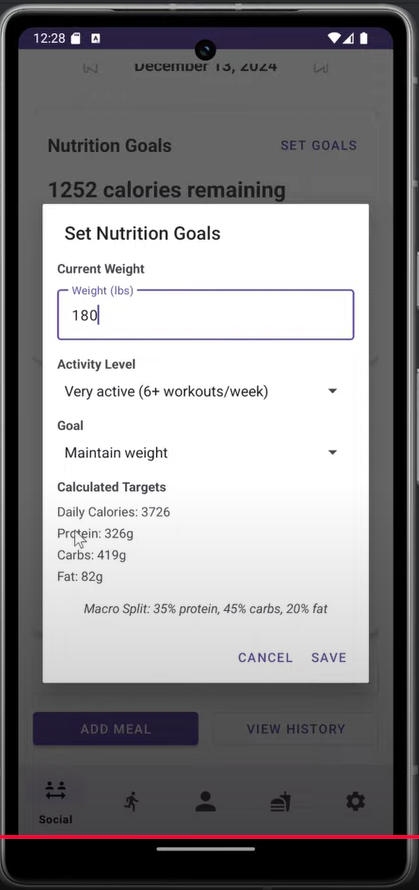 12:28
December 13, 2024
Nutrition Goals
SET GOALS
1252 calories remaining
Set Nutrition Goals
Current Weight
Weight (lbs)
180
Activity Level
Very active (6+ workouts/week)
Goal
Maintain weight
Calculated Targets
Daily Calories: 3726
Protein: 326g
Carbs: 419g
Fat: 82g
Macro Split: 35% protein, 45% carbs, 20% fat
CANCEL SAVE
ADD MEAL VIEW HISTORY
Social